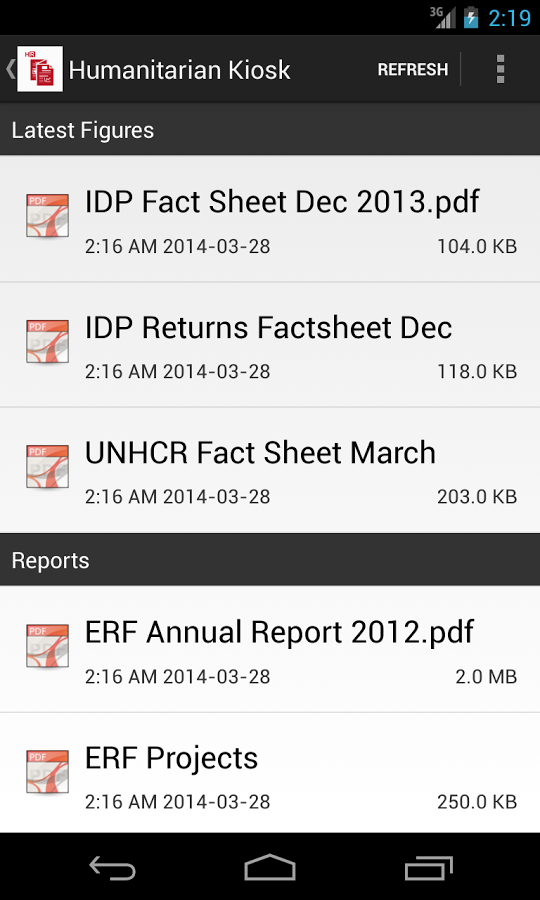 3G
2:19
HR
Humanitarian Kiosk
REFRESH
Latest Figures
PDF
IDP Fact Sheet Dec 2013.pdf
2:16 AM 2014-03-28
104.0 KB
PDF
IDP Returns Factsheet Dec
2:16 AM 2014-03-28
118.0 KB
PDF
UNHCR Fact Sheet March
2:16 AM 2014-03-28
203.0 KB
Reports
PDF
ERF Annual Report 2012.pdf
2:16 AM 2014-03-28
2.0 MB
PDF
ERF Projects
2:16 AM 2014-03-28
250.0 KB